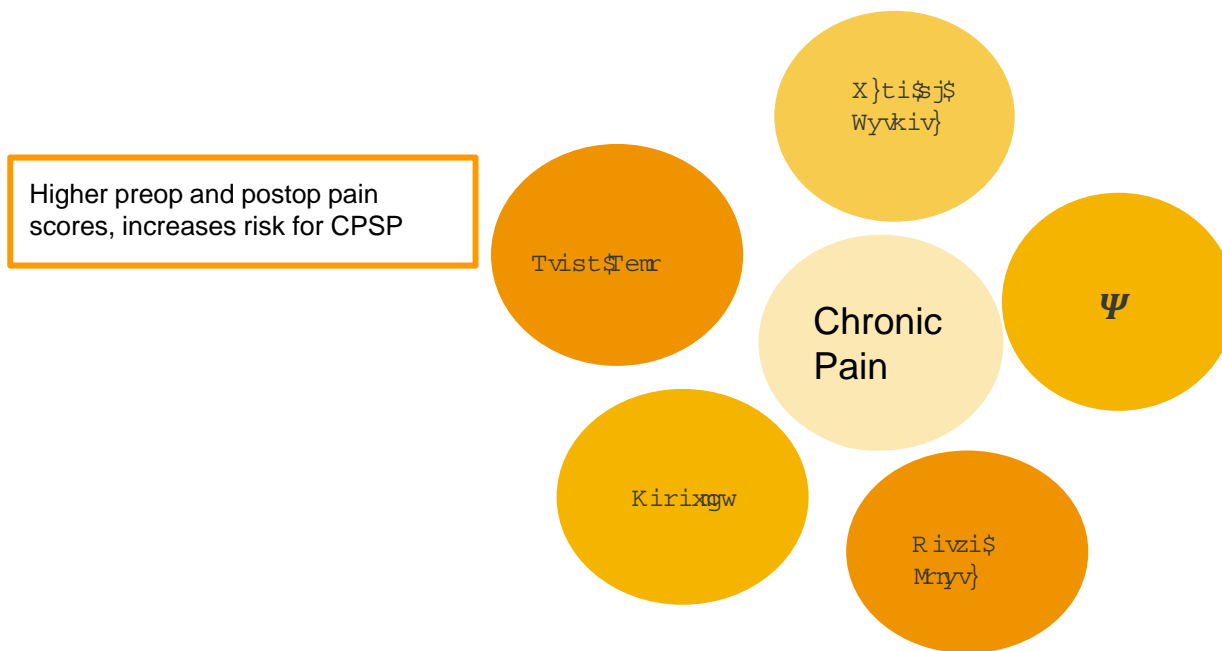 X}ti$sj$
Wyvkiv}
Higher preop and postop pain
scores, increases risk for CPSP
Tvist$Temr
Ψ
Chronic
Pain
Kirixmgw
Rivzi$
Mrnyv}